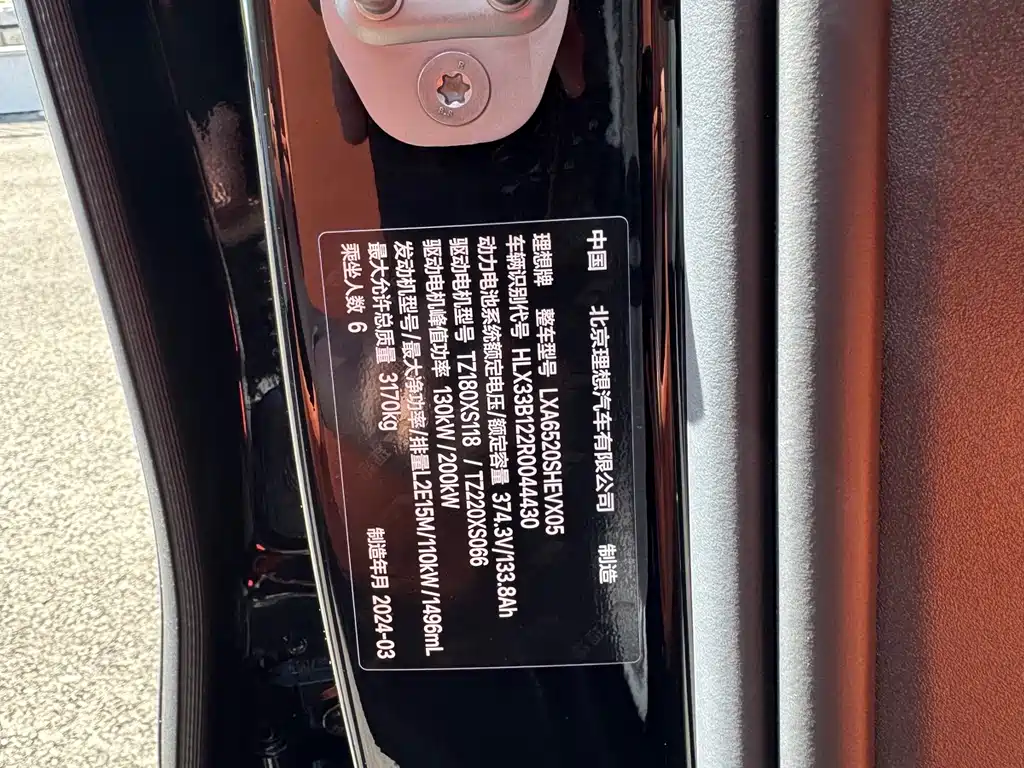 中国 北京理想汽车有限公司 制造
理想牌 整车型号 LXA6520SHEVX05
车辆识别代号 HLX33B122R0044430
动力电池系统额定电压/额定容量 374.3V/133.8Ah
驱动电机型号 TZ180XS118 /TZ220XS066
驱动电机峰值功率 130kW/200kW
发动机型号/最大净功率/排量L2E15M/110kW/1496mL
最大允许总质量 3170kg 制造年月 2024-03
乘坐人数 6